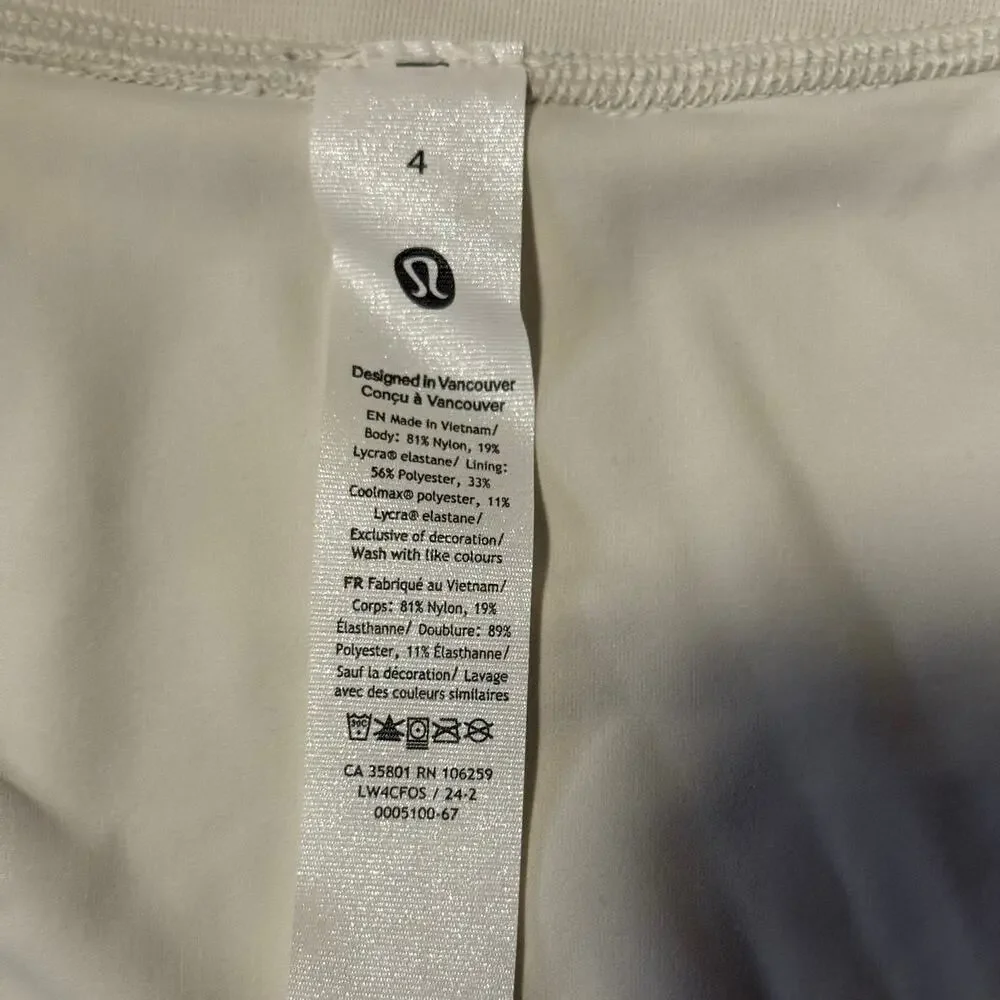 4
Designed in Vancouver
Conçu à Vancouver
EN Made in Vietnam/
Body: 81% Nylon, 19%
Lycra® elastane/ Lining:
56% Polyester, 33%
Coolmax® polyester, 11%
Lycra® elastane/
Exclusive of decoration/
Wash with like colours
FR Fabriqué au Vietnam/
Corps: 81% Nylon, 19%
Élasthanne/ Doublure: 89%
Polyester, 11% Élasthanne/
Sauf la décoration/ Lavage
avec des couleurs similaires
30C
CA 35801 RN 106259
LW4CFOS / 24-2
0005100-67